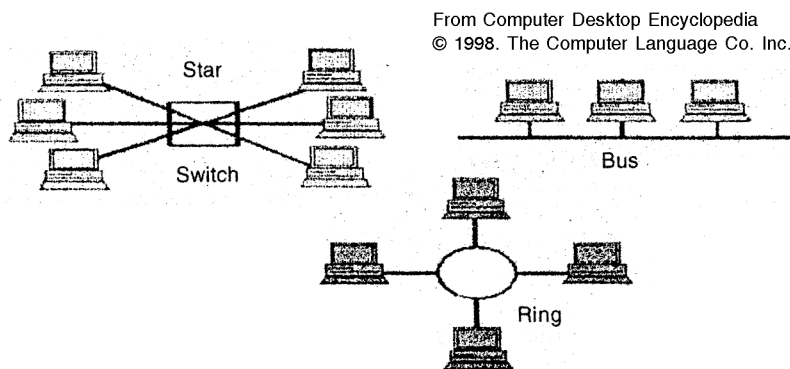 From Computer Desktop Encyclopedia
© 1998. The Computer Language Co. Inc.
Star
Switch
Bus
Ring